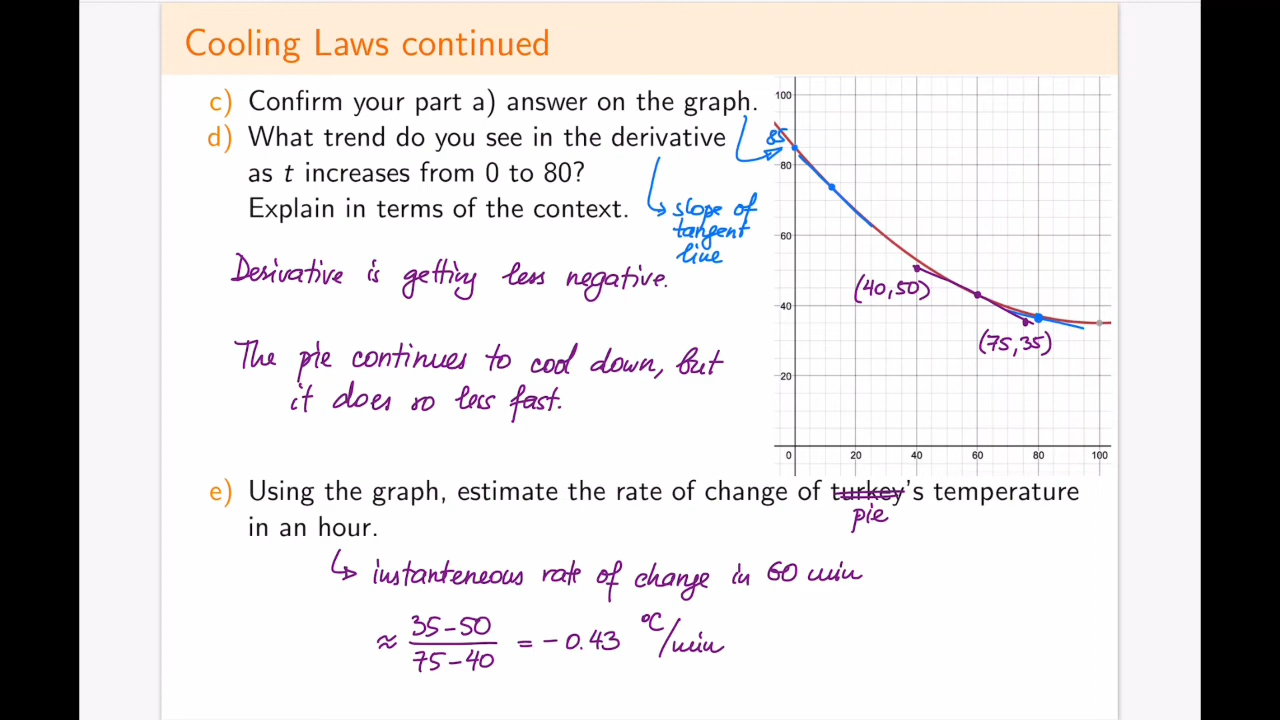 Cooling Laws continued
c) Confirm your part a) answer on the graph.
d) What trend do you see in the derivative
as t increases from 0 to 80?
Explain in terms of the context.
slope of
tangent
line
Derivative is getting less negative.
The pie continues to cool down, but
it does so less fast.
100
85
80
60
40
20
(40,50)
(75,35)
0 20 40 60 80 100
e) Using the graph, estimate the rate of change of turkey's temperature
pie
in an hour.
instanteneous rate of change in 60 min
≈ 35-50 / 75-40 = -0.43 °C/min